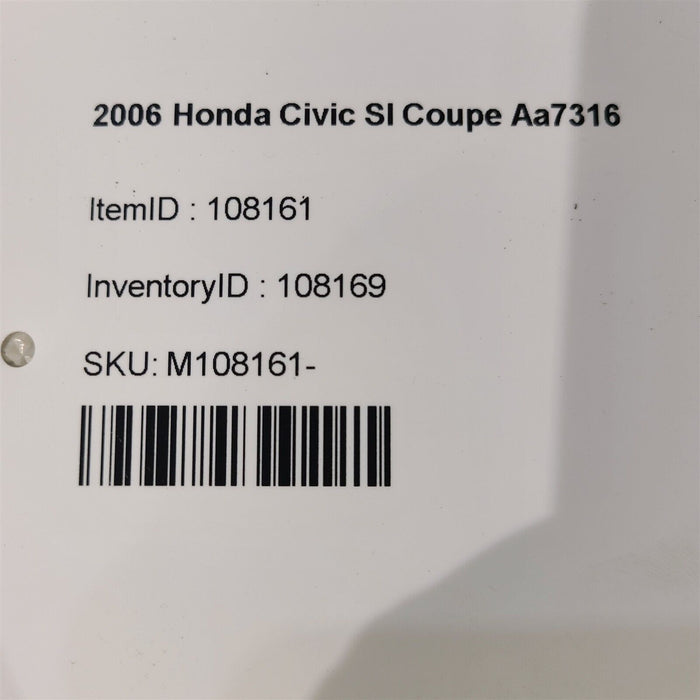 2006 Honda Civic SI Coupe Aa7316
ItemID : 108161
InventoryID : 108169
SKU: M108161-